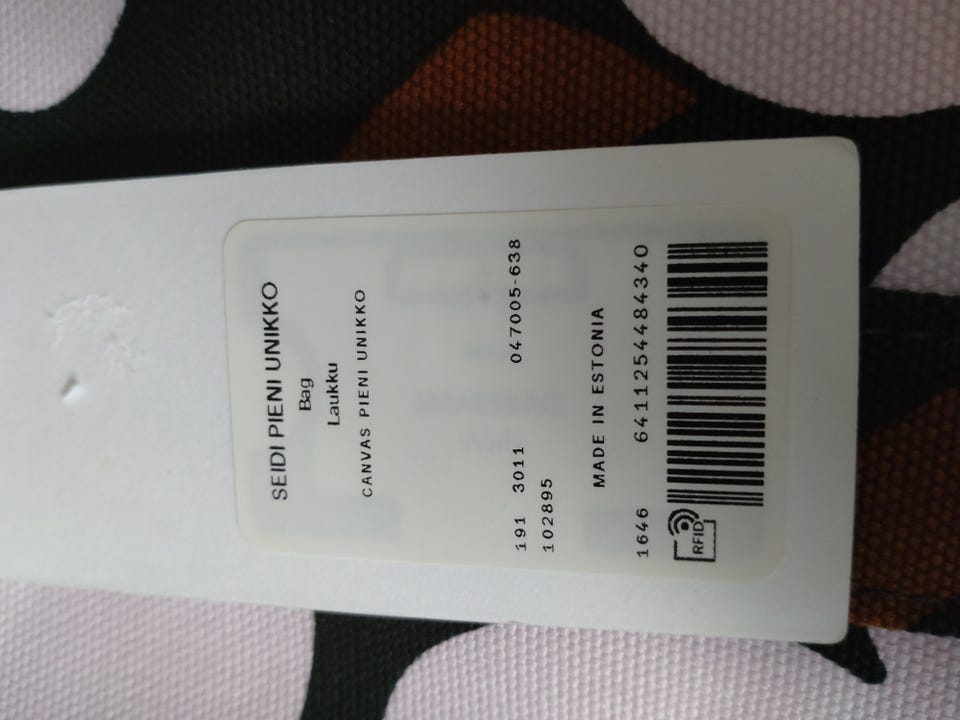 SEIDI PIENI UNIKKO
Bag
Laukku
CANVAS PIENI UNIKKO
191 3011 047005-638
102895
MADE IN ESTONIA
1646 6411254484340
RFID